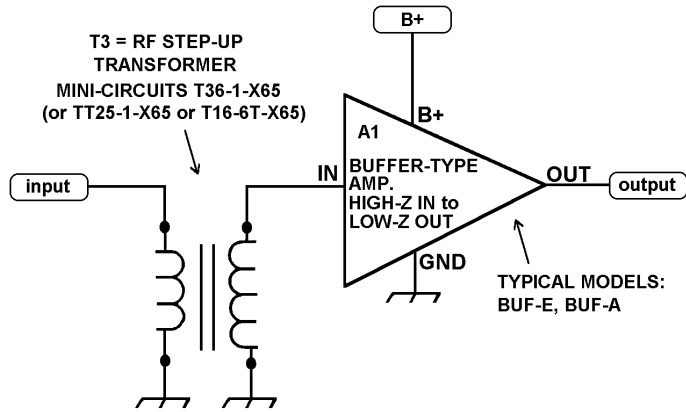 B+
T3 = RF STEP-UP
TRANSFORMER
MINI-CIRCUITS T36-1-X65
(or TT25-1-X65 or T16-6T-X65)
B+
A1
IN
BUFFER-TYPE
AMP.
HIGH-Z IN to
LOW-Z OUT
OUT
input
output
GND
TYPICAL MODELS:
BUF-E, BUF-A